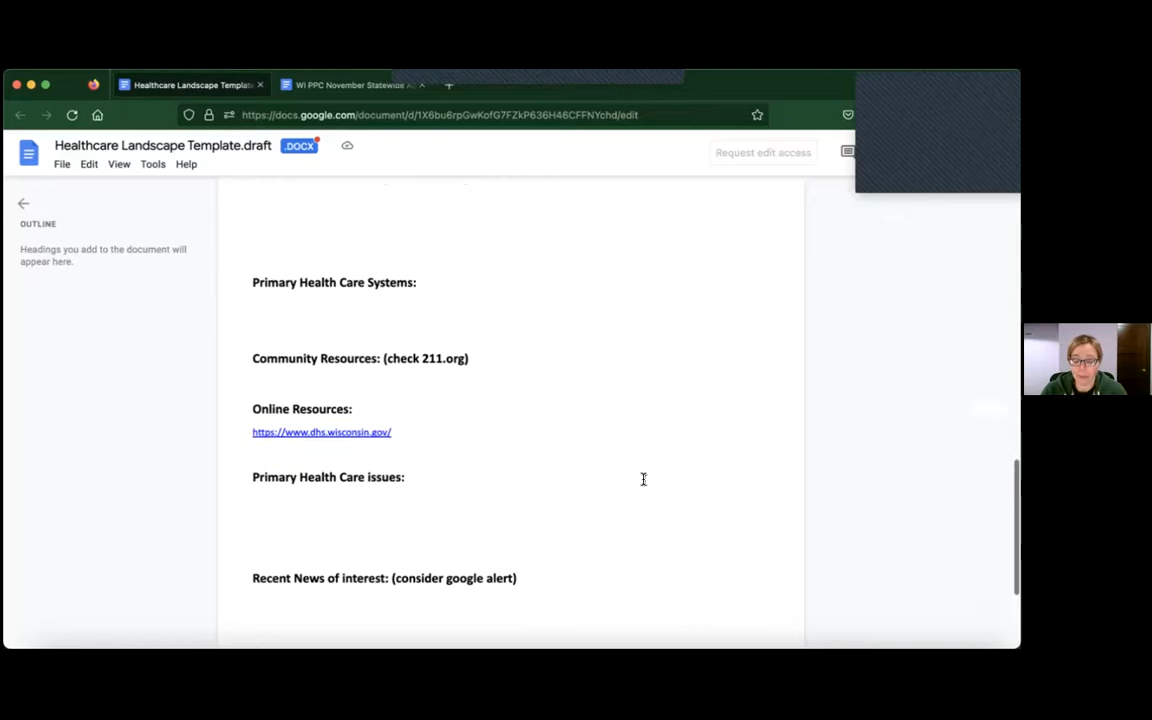 Healthcare Landscape Template
WI PPC November Statewide
https://docs.google.com/document/d/1X6bu6rpGwKofG7FZkP636H46CFFNYchd/edit
Healthcare Landscape Template.draft
.DOCX
Request edit access
File Edit View Tools Help
OUTLINE
Headings you add to the document will
appear here.
Primary Health Care Systems:
Community Resources: (check 211.org)
Online Resources:
https://www.dhs.wisconsin.gov/
Primary Health Care issues:
Recent News of interest: (consider google alert)